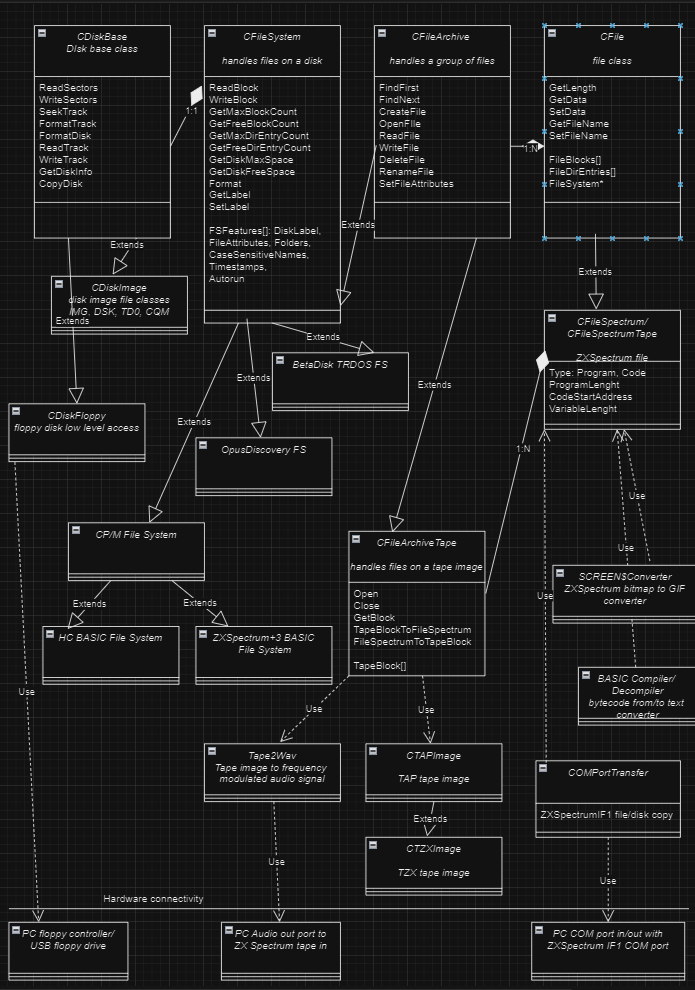 CDiskBase
DIsk base class
ReadSectors
WriteSectors
SeekTrack
FormatTrack
FormatDisk
ReadTrack
WriteTrack
GetDiskInfo
CopyDisk
1:1
CFileSystem
handles files on a disk
ReadBlock
WriteBlock
GetMaxBlockCount
GetFreeBlockCount
GetMaxDirEntryCount
GetFreeDirEntryCount
GetDiskMaxSpace
GetDiskFreeSpace
Format
GetLabel
SetLabel
FSFeatures[]: DiskLabel,
FileAttributes, Folders,
CaseSensitiveNames,
Timestamps,
Autorun
CFileArchive
handles a group of files
FindFirst
FindNext
CreateFile
OpenFIle
ReadFile
WriteFile
DeleteFile
RenameFile
SetFileAttributes
1:N
CFile
file class
GetLength
GetData
SetData
GetFileName
SetFileName
FileBlocks[]
FileDirEntries[]
FileSystem*
Extends
Extends
Extends
CDiskImage
disk image file classes
IMG, DSK, TD0, CQM
Extends
CFileSpectrum/
CFileSpectrumTape
ZXSpectrum file
Type: Program, Code
ProgramLenght
CodeStartAddress
VariableLenght
Extends
BetaDisk TRDOS FS
Extends
Extends
Extends
CDiskFloppy
floppy disk low level access
OpusDiscovery FS
1:N
Use
CP/M File System
CFileArchiveTape
handles files on a tape image
Open
Close
GetBlock
TapeBlockToFileSpectrum
FileSpectrumToTapeBlock
TapeBlock[]
Use
SCREEN$Converter
ZXSpectrum bitmap to GIF
converter
Extends
Extends
Use
HC BASIC File System
ZXSpectrum+3 BASIC
File System
BASIC Compiler/
Decompiler
bytecode from/to text
converter
Use
Use
Use
Tape2Wav
Tape image to frequency
modulated audio signal
CTAPImage
TAP tape image
COMPortTransfer
ZXSpectrumIF1 file/disk copy
Extends
CTZXImage
TZX tape image
Use
Use
Hardware connectivity
PC floppy controller/
USB floppy drive
PC Audio out port to
ZX Spectrum tape in
PC COM port in/out with
ZXSpectrum IF1 COM port